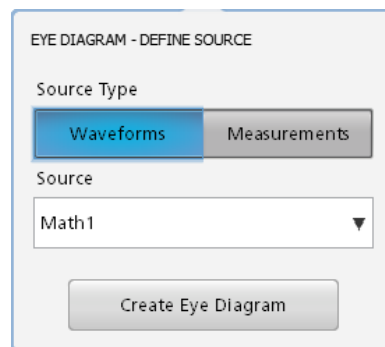 EYE DIAGRAM - DEFINE SOURCE
Source Type
Waveforms Measurements
Source
Math1
Create Eye Diagram